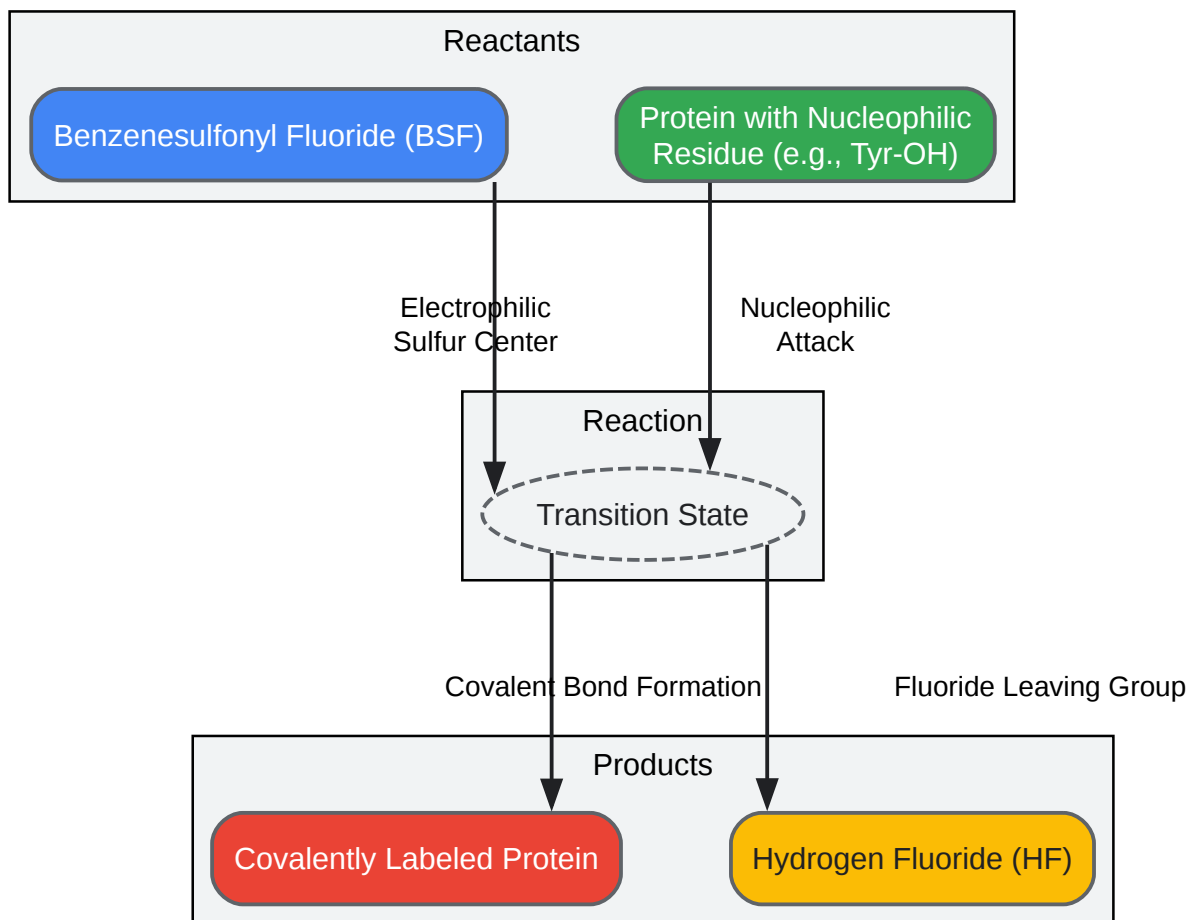 Reactants
Benzenesulfonyl Fluoride (BSF)
Protein with Nucleophilic
Residue (e.g., Tyr-OH)
Electrophilic
Sulfur Center
Nucleophilic
Attack
Reaction
Transition State
Covalent Bond Formation
Fluoride Leaving Group
Products
Covalently Labeled Protein
Hydrogen Fluoride (HF)